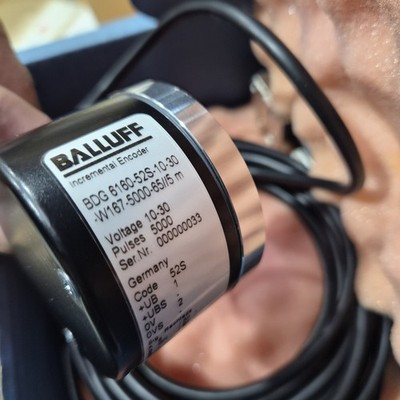 BALLUFF
Incremental Encoder
BDG 6160-52S-10-30
-W167-5000-65//5 m
Voltage 10-30
Pulses 5000
Ser Nr. 000000033
Germany
Code 52S
+UB 1
+UBS -
0V 2
0VS -